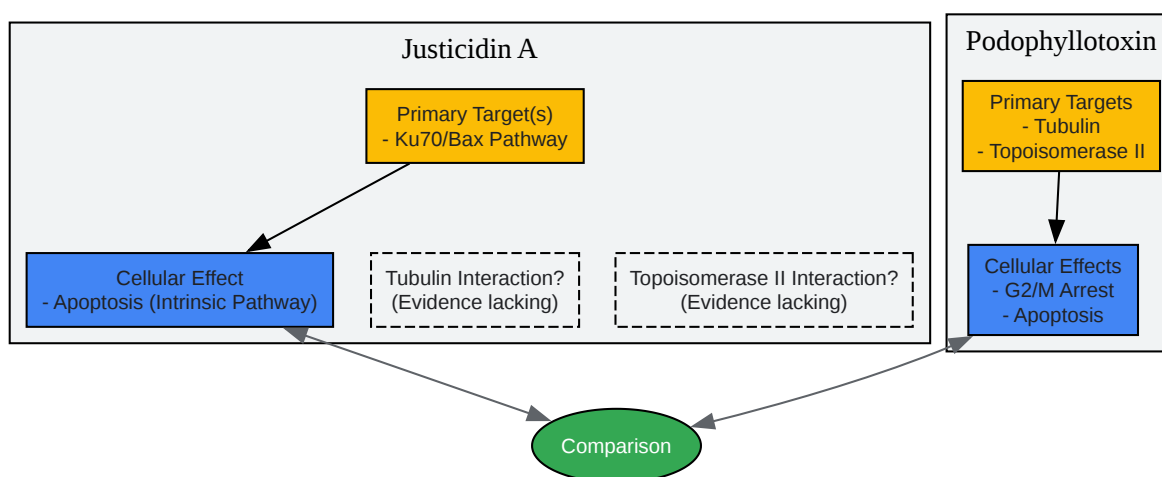 Justicidin A
Primary Target(s)
- Ku70/Bax Pathway
Cellular Effect
- Apoptosis (Intrinsic Pathway)
Tubulin Interaction?
(Evidence lacking)
Topoisomerase II Interaction?
(Evidence lacking)
Podophyllotoxin
Primary Targets
- Tubulin
- Topoisomerase II
Cellular Effects
- G2/M Arrest
- Apoptosis
Comparison